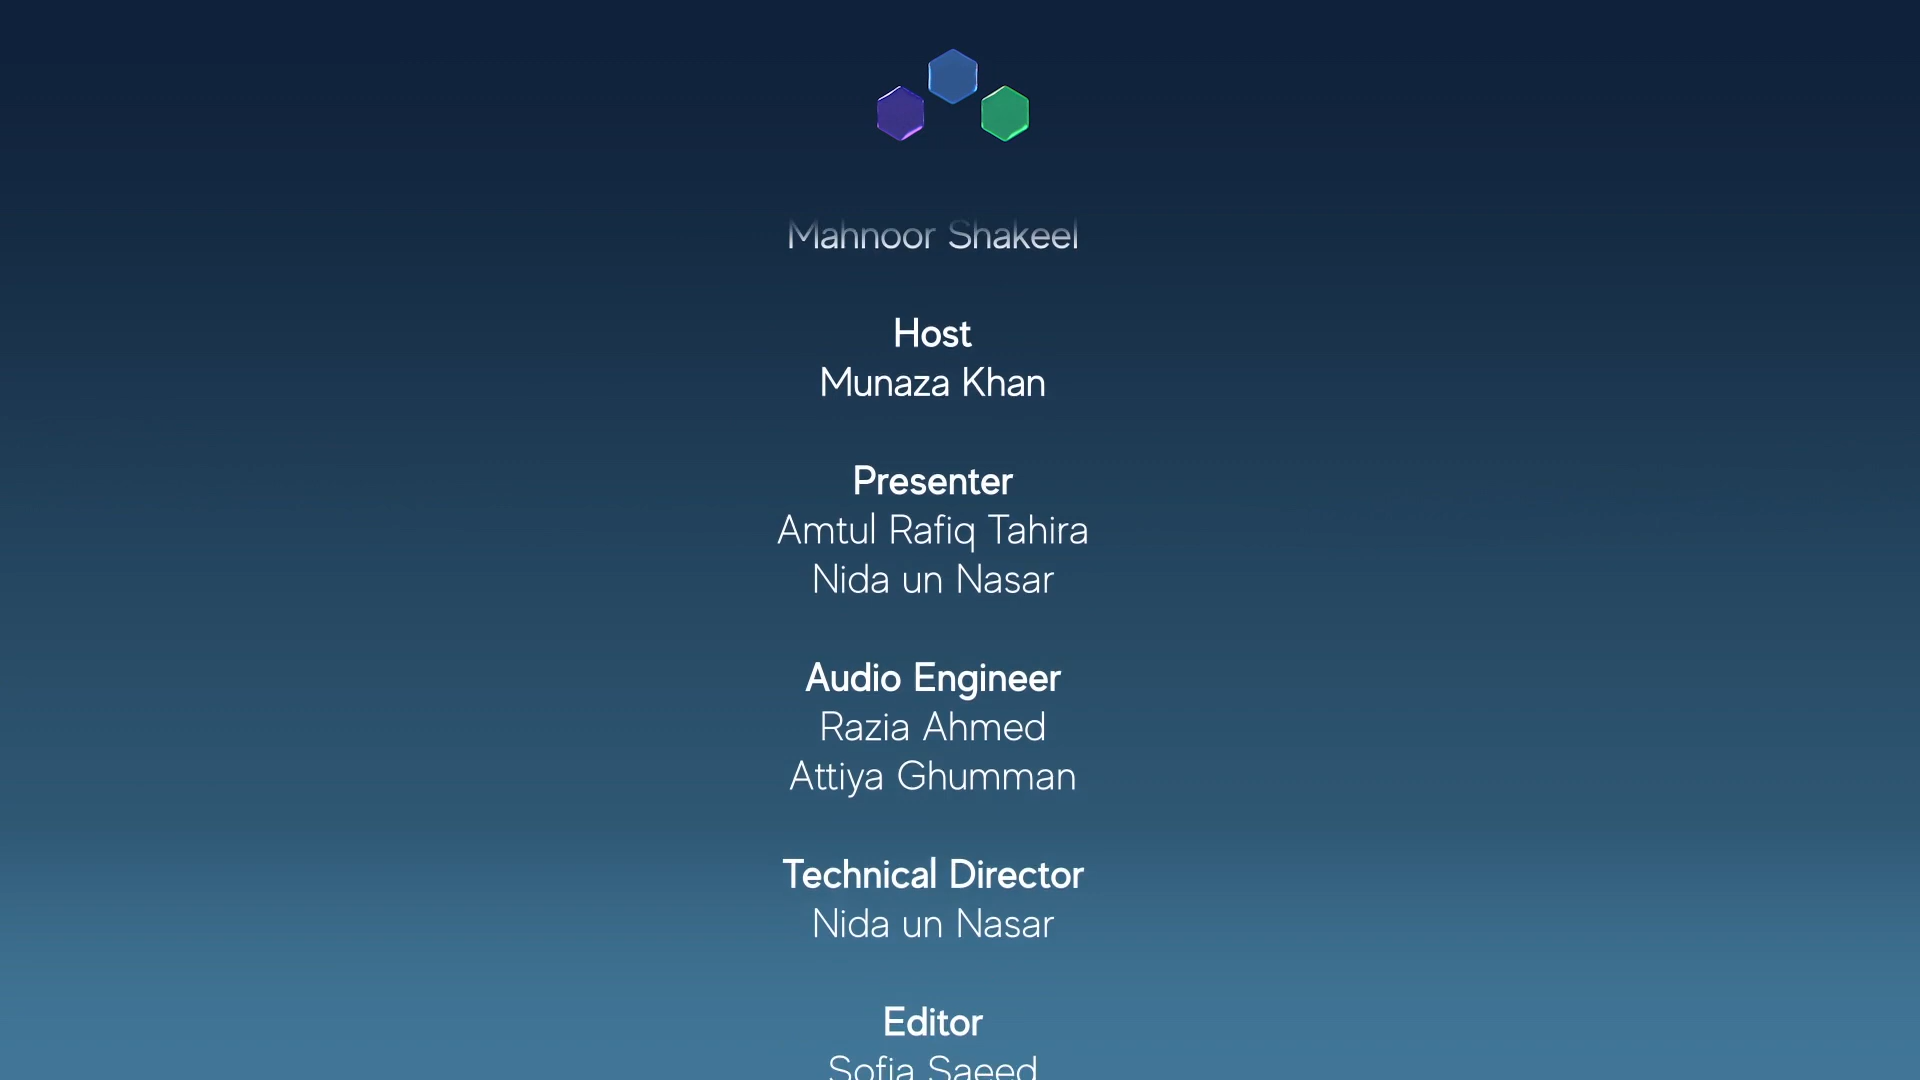 Mahnoor Shakeel
Host
Munaza Khan
Presenter
Amtul Rafiq Tahira
Nida un Nasar
Audio Engineer
Razia Ahmed
Attiya Ghumman
Technical Director
Nida un Nasar
Editor
Sofia Saeed